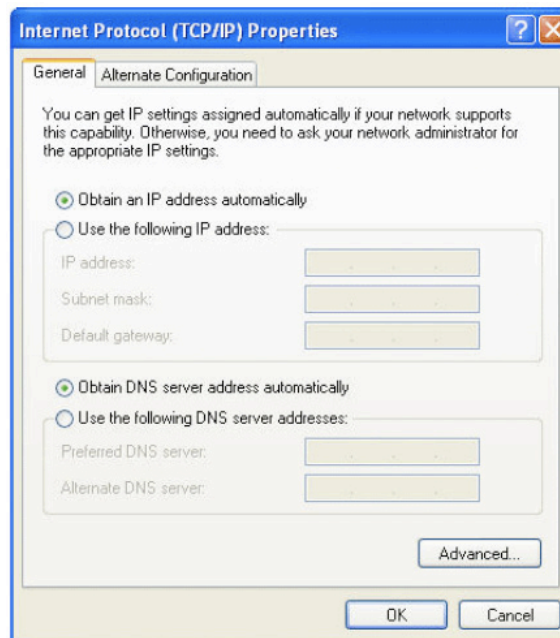 Internet Protocol (TCP/IP) Properties
General
Alternate Configuration
You can get IP settings assigned automatically if your network supports
this capability. Otherwise, you need to ask your network administrator for
the appropriate IP settings.
Obtain an IP address automatically
Use the following IP address:
IP address:
Subnet mask:
Default gateway:
Obtain DNS server address automatically
Use the following DNS server addresses:
Preferred DNS server:
Alternate DNS server:
Advanced...
OK
Cancel